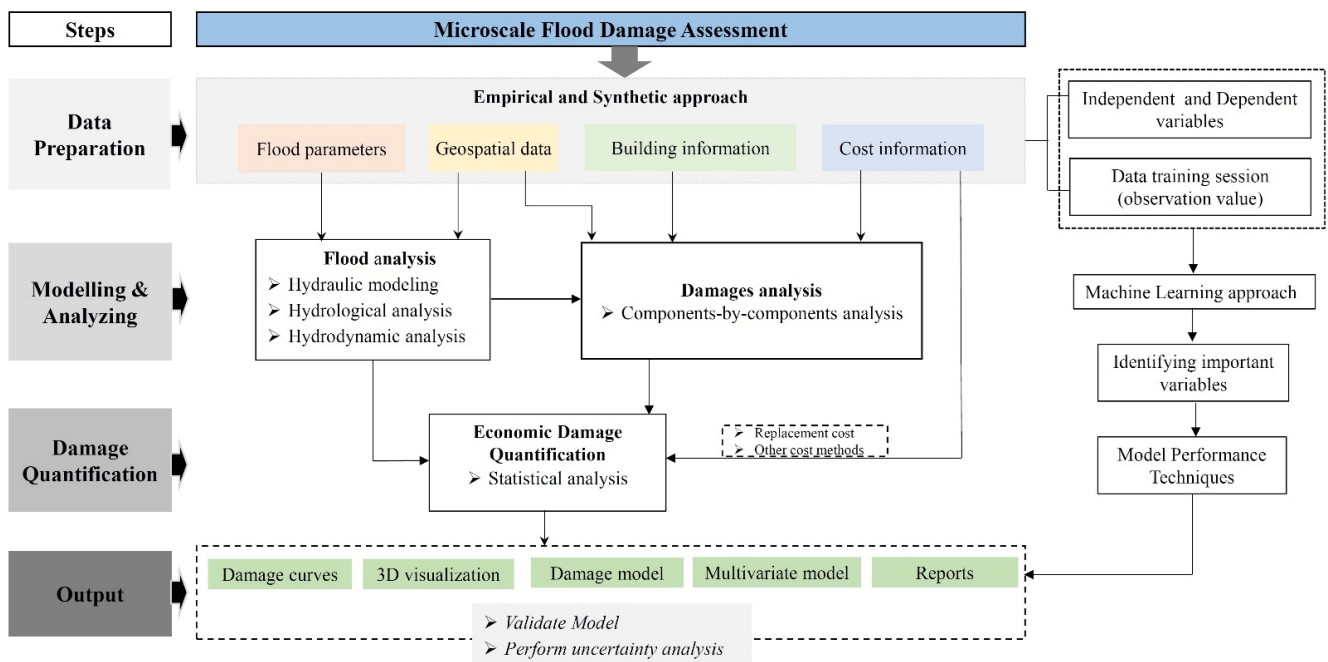 Steps
Microscale Flood Damage Assessment
Data
Preparation
Empirical and Synthetic approach
Flood parameters
Geospatial data
Building information
Cost information
Independent and Dependent
variables
Data training session
(observation value)
Modelling &
Analyzing
Flood analysis
➢ Hydraulic modeling
➢ Hydrological analysis
➢ Hydrodynamic analysis
Damages analysis
➢ Components-by-components analysis
Machine Learning approach
Identifying important
variables
Damage
Quantification
Economic Damage
Quantification
➢ Statistical analysis
➢ Replacement cost
➢ Other cost methods
Model Performance
Techniques
Output
Damage curves
3D visualization
Damage model
Multivariate model
Reports
➢ Validate Model
➢ Perform uncertainty analysis